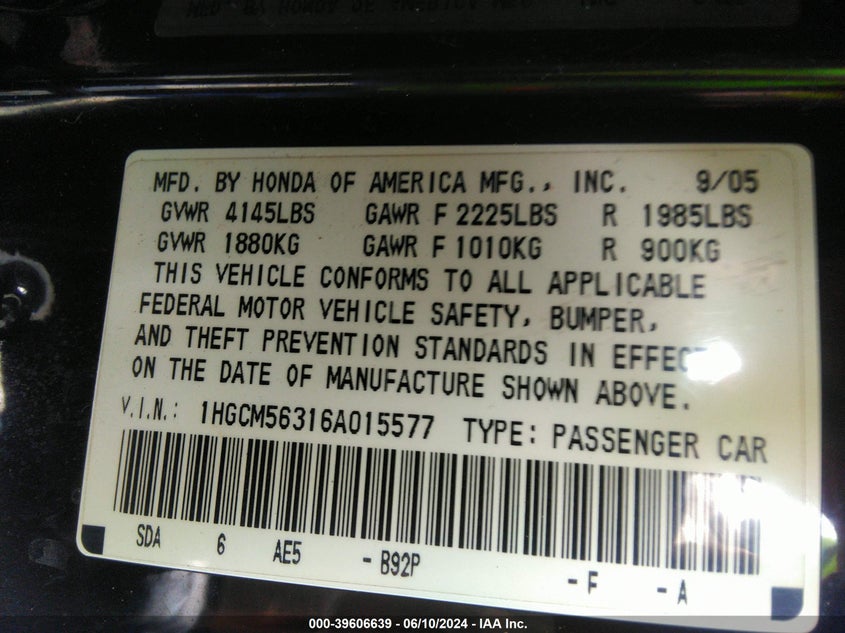 MFD. BY HONDA OF AMERICA MFG., INC. 9/05
GVWR 4145LBS GAWR F 2225LBS R 1985LBS
GVWR 1880KG GAWR F 1010KG R 900KG
THIS VEHICLE CONFORMS TO ALL APPLICABLE
FEDERAL MOTOR VEHICLE SAFETY, BUMPER,
AND THEFT PREVENTION STANDARDS IN EFFECT
ON THE DATE OF MANUFACTURE SHOWN ABOVE.
V.I.N.: 1HGCM56316A015577 TYPE: PASSENGER CAR
SDA 6 AE5 - B92P - F - A
000-39606639 - 06/10/2024 - IAA Inc.